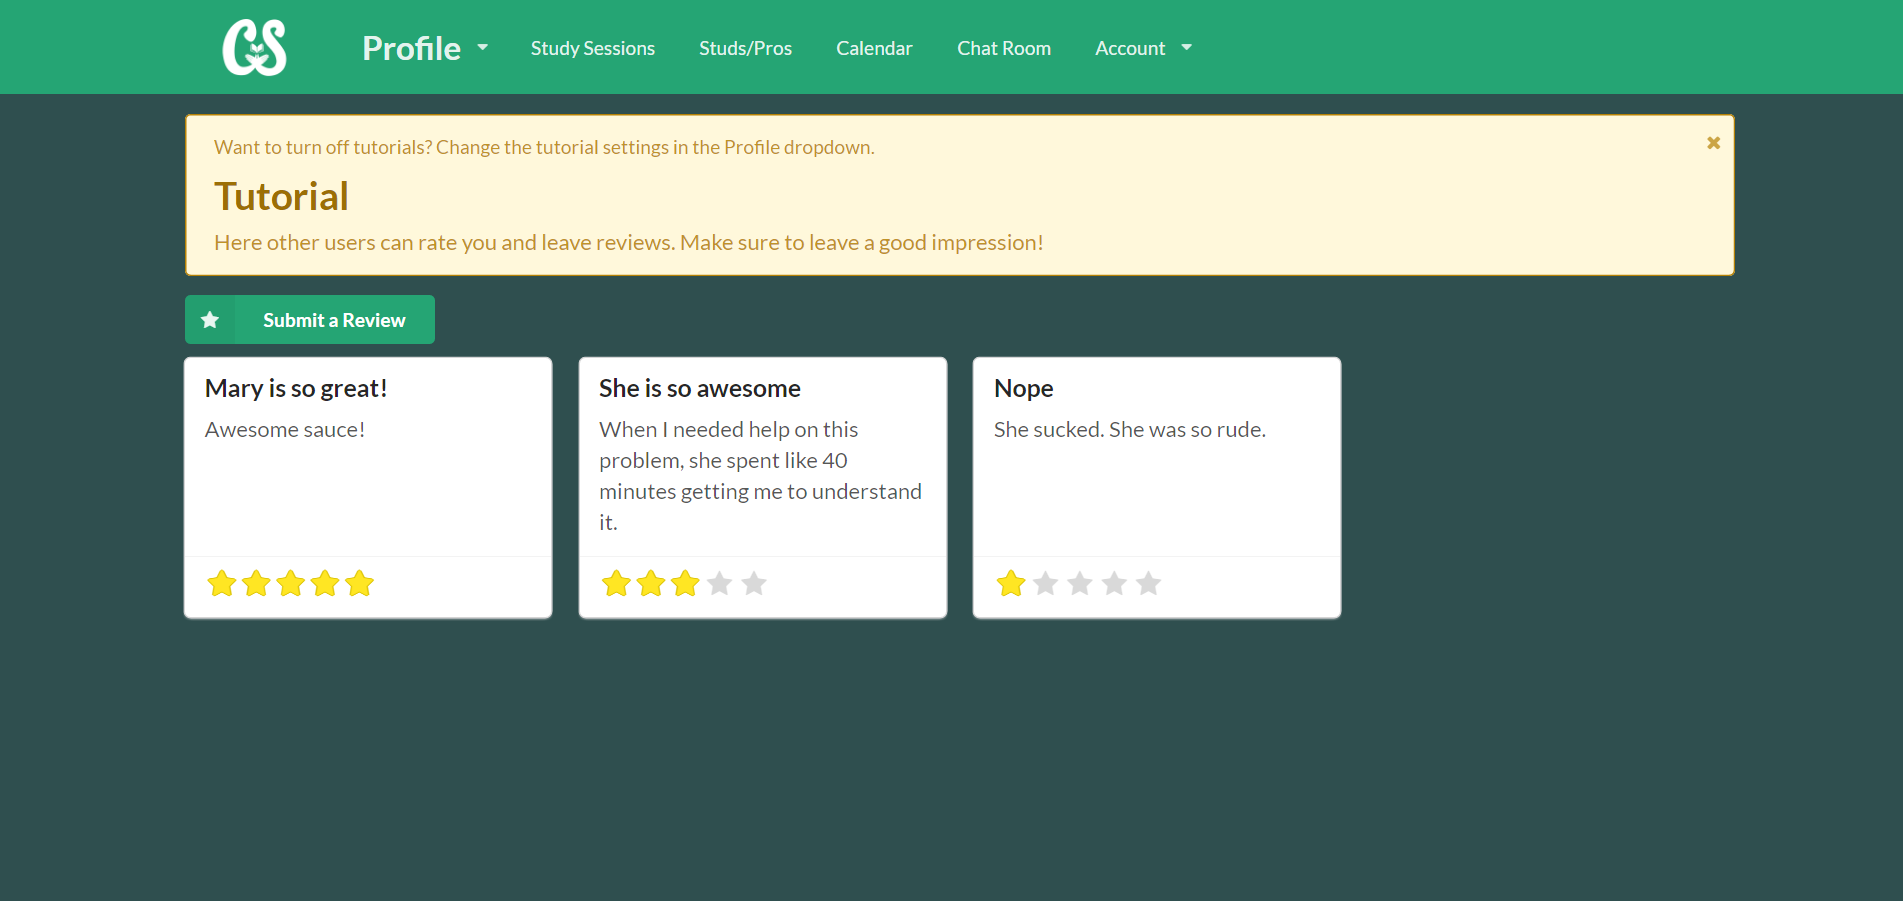 CS
Profile
Study Sessions
Studs/Pros
Calendar
Chat Room
Account
Want to turn off tutorials? Change the tutorial settings in the Profile dropdown.
Tutorial
Here other users can rate you and leave reviews. Make sure to leave a good impression!
Submit a Review
Mary is so great!
Awesome sauce!
She is so awesome
When I needed help on this
problem, she spent like 40
minutes getting me to understand
it.
Nope
She sucked. She was so rude.